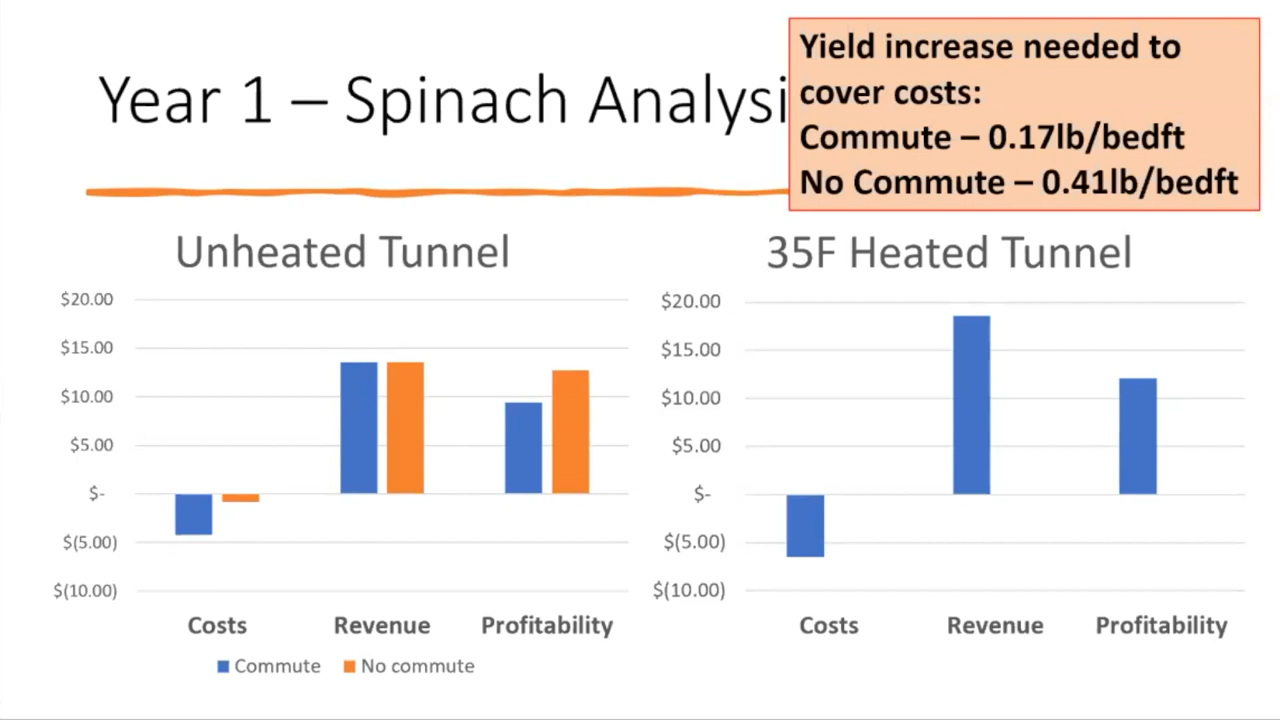 Year 1 – Spinach Analysi
Yield increase needed to
cover costs:
Commute – 0.17lb/bedft
No Commute – 0.41lb/bedft
Unheated Tunnel
$20.00
$15.00
$10.00
$5.00
$-
$(5.00)
$(10.00)
Costs Revenue Profitability
Commute No commute
35F Heated Tunnel
$20.00
$15.00
$10.00
$5.00
$-
$(5.00)
$(10.00)
Costs Revenue Profitability